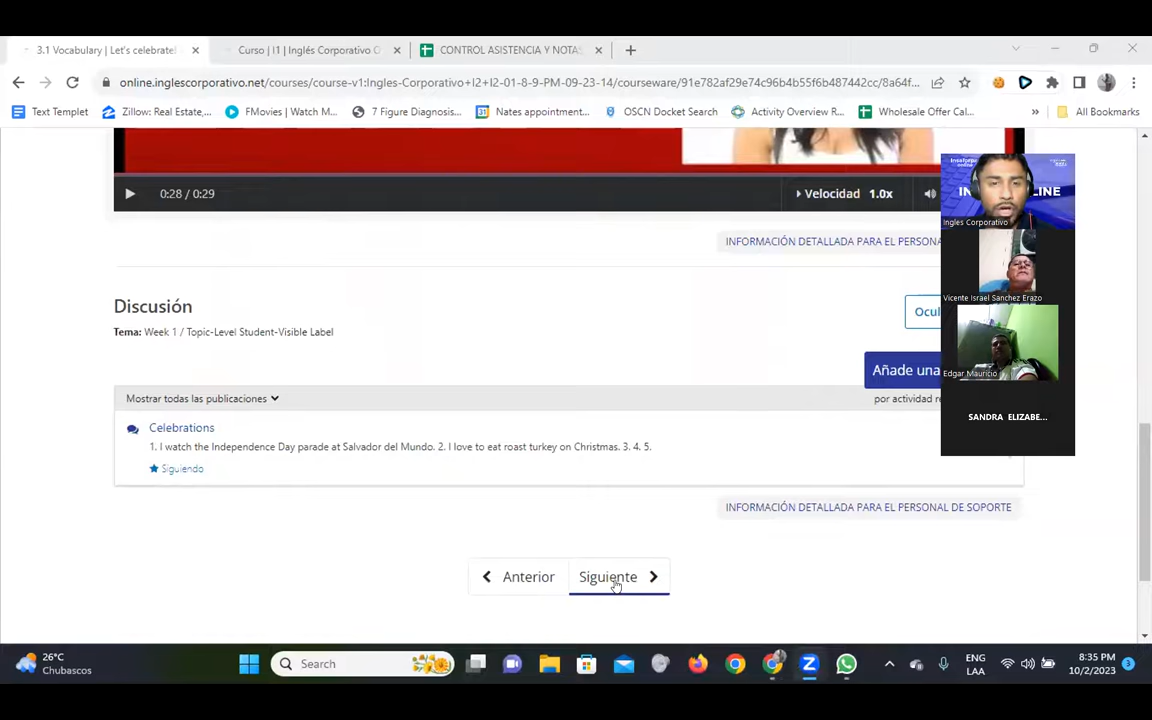 3.1 Vocabulary | Let's celebrate!
Curso | I1 | Inglés Corporativo O
CONTROL ASISTENCIA Y NOTAS
online.inglescorporativo.net/courses/course-v1:Ingles-Corporativo+I2+I2-01-8-9-PM-09-23-14/courseware/91e782af29e74c96b4b55f6b487442cc/8a64f...
Text Templet
Zillow: Real Estate,...
FMovies | Watch M...
7 Figure Diagnosis...
Nates appointment...
OSCN Docket Search
Activity Overview R...
Wholesale Offer Cal...
»
All Bookmarks
0:28 / 0:29
Velocidad 1.0x
LINE
Ingles Corporativo
INFORMACIÓN DETALLADA PARA EL PERSONA
Vicente Israel Sanchez Erazo
Discusión
Ocul
Tema: Week 1 / Topic-Level Student-Visible Label
Añade una
Edgar Mauricio
Mostrar todas las publicaciones
por actividad re
SANDRA ELIZABE...
Celebrations
1. I watch the Independence Day parade at Salvador del Mundo. 2. I love to eat roast turkey on Christmas. 3. 4. 5.
Siguiendo
INFORMACIÓN DETALLADA PARA EL PERSONAL DE SOPORTE
Anterior
Siguiente
26°C
Chubascos
Search
ENG
LAA
8:35 PM
10/2/2023
3